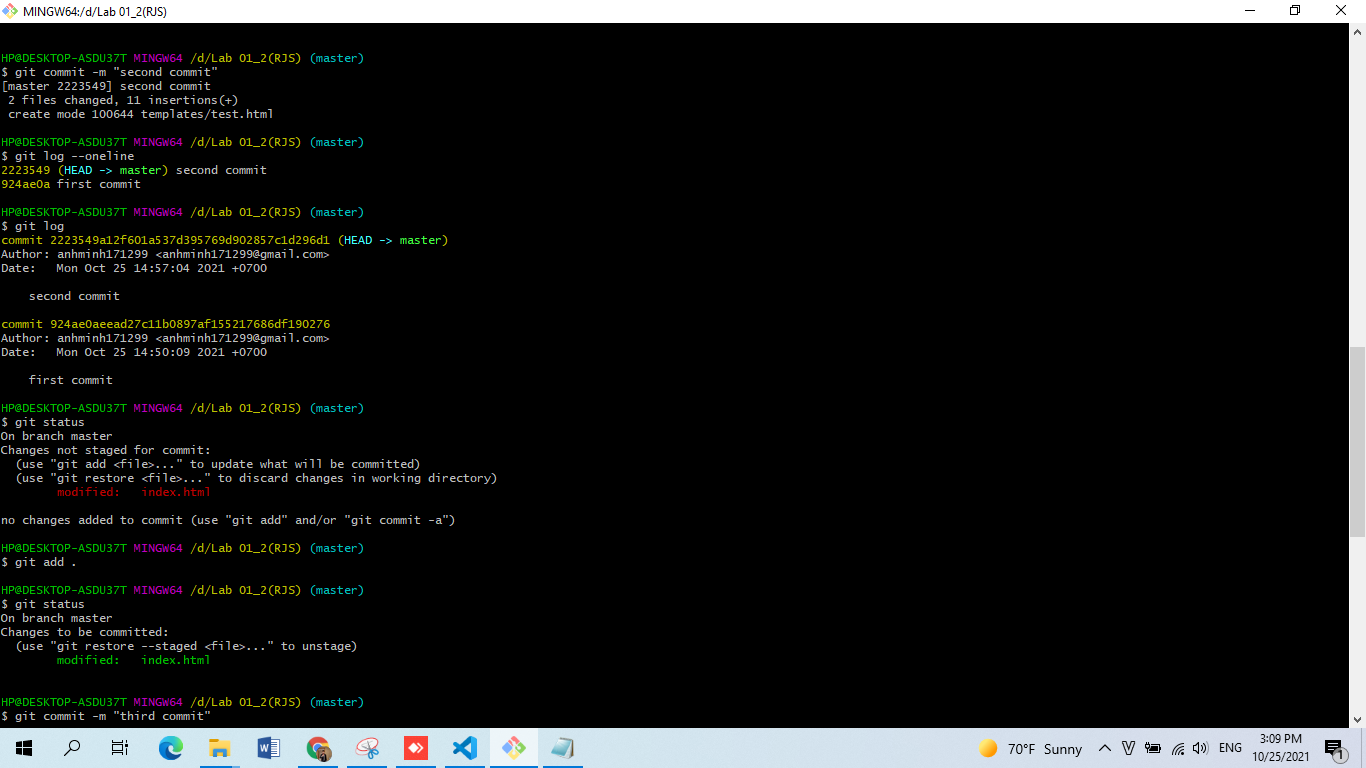 MINGW64:/d/Lab 01_2(RJS)
HP@DESKTOP-ASDU37T MINGW64 /d/Lab 01_2(RJS) (master)
$ git commit -m "second commit"
[master 2223549] second commit
 2 files changed, 11 insertions(+)
 create mode 100644 templates/test.html
HP@DESKTOP-ASDU37T MINGW64 /d/Lab 01_2(RJS) (master)
$ git log --oneline
2223549 (HEAD -> master) second commit
924ae0a first commit
HP@DESKTOP-ASDU37T MINGW64 /d/Lab 01_2(RJS) (master)
$ git log
commit 2223549a12f601a537d395769d902857c1d296d1 (HEAD -> master)
Author: anhminh171299 <anhminh171299@gmail.com>
Date:   Mon Oct 25 14:57:04 2021 +0700
    second commit
commit 924ae0aeead27c11b0897af155217686df190276
Author: anhminh171299 <anhminh171299@gmail.com>
Date:   Mon Oct 25 14:50:09 2021 +0700
    first commit
HP@DESKTOP-ASDU37T MINGW64 /d/Lab 01_2(RJS) (master)
$ git status
On branch master
Changes not staged for commit:
  (use "git add <file>..." to update what will be committed)
  (use "git restore <file>..." to discard changes in working directory)
        modified:   index.html
no changes added to commit (use "git add" and/or "git commit -a")
HP@DESKTOP-ASDU37T MINGW64 /d/Lab 01_2(RJS) (master)
$ git add .
HP@DESKTOP-ASDU37T MINGW64 /d/Lab 01_2(RJS) (master)
$ git status
On branch master
Changes to be committed:
  (use "git restore --staged <file>..." to unstage)
        modified:   index.html
HP@DESKTOP-ASDU37T MINGW64 /d/Lab 01_2(RJS) (master)
$ git commit -m "third commit"
70°F Sunny
V
ENG
3:09 PM
10/25/2021
1